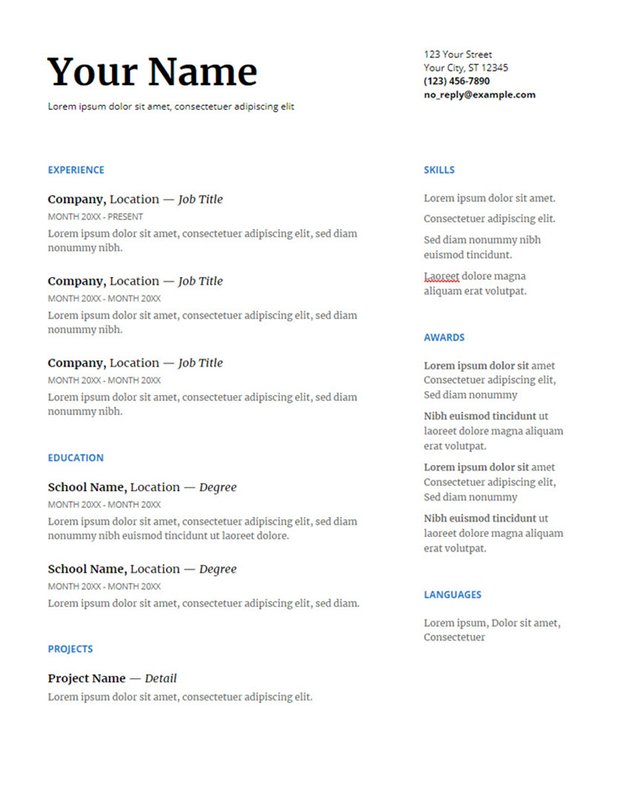 Your Name
Lorem ipsum dolor sit amet, consectetuer adipiscing elit
123 Your Street
Your City, ST 12345
(123) 456-7890
no_reply@example.com
EXPERIENCE
Company, Location — Job Title
MONTH 20XX - PRESENT
Lorem ipsum dolor sit amet, consectetuer adipiscing elit, sed diam
nonummy nibh.
Company, Location — Job Title
MONTH 20XX - MONTH 20XX
Lorem ipsum dolor sit amet, consectetuer adipiscing elit, sed diam
nonummy nibh.
Company, Location — Job Title
MONTH 20XX - MONTH 20XX
Lorem ipsum dolor sit amet, consectetuer adipiscing elit, sed diam
nonummy nibh.
EDUCATION
School Name, Location — Degree
MONTH 20XX - MONTH 20XX
Lorem ipsum dolor sit amet, consectetuer adipiscing elit, sed diam
nonummy nibh euismod tincidunt ut laoreet dolore.
School Name, Location — Degree
MONTH 20XX - MONTH 20XX
Lorem ipsum dolor sit amet, consectetuer adipiscing elit, sed diam.
PROJECTS
Project Name — Detail
Lorem ipsum dolor sit amet, consectetuer adipiscing elit.
SKILLS
Lorem ipsum dolor sit amet.
Consectetuer adipiscing elit.
Sed diam nonummy nibh
euismod tincidunt.
Laoreet dolore magna
aliquam erat volutpat.
AWARDS
Lorem ipsum dolor sit amet
Consectetuer adipiscing elit,
Sed diam nonummy
Nibh euismod tincidunt ut
laoreet dolore magna aliquam
erat volutpat.
Lorem ipsum dolor sit amet
Consectetuer adipiscing elit,
Sed diam nonummy
Nibh euismod tincidunt ut
laoreet dolore magna aliquam
erat volutpat.
LANGUAGES
Lorem ipsum, Dolor sit amet,
Consectetuer